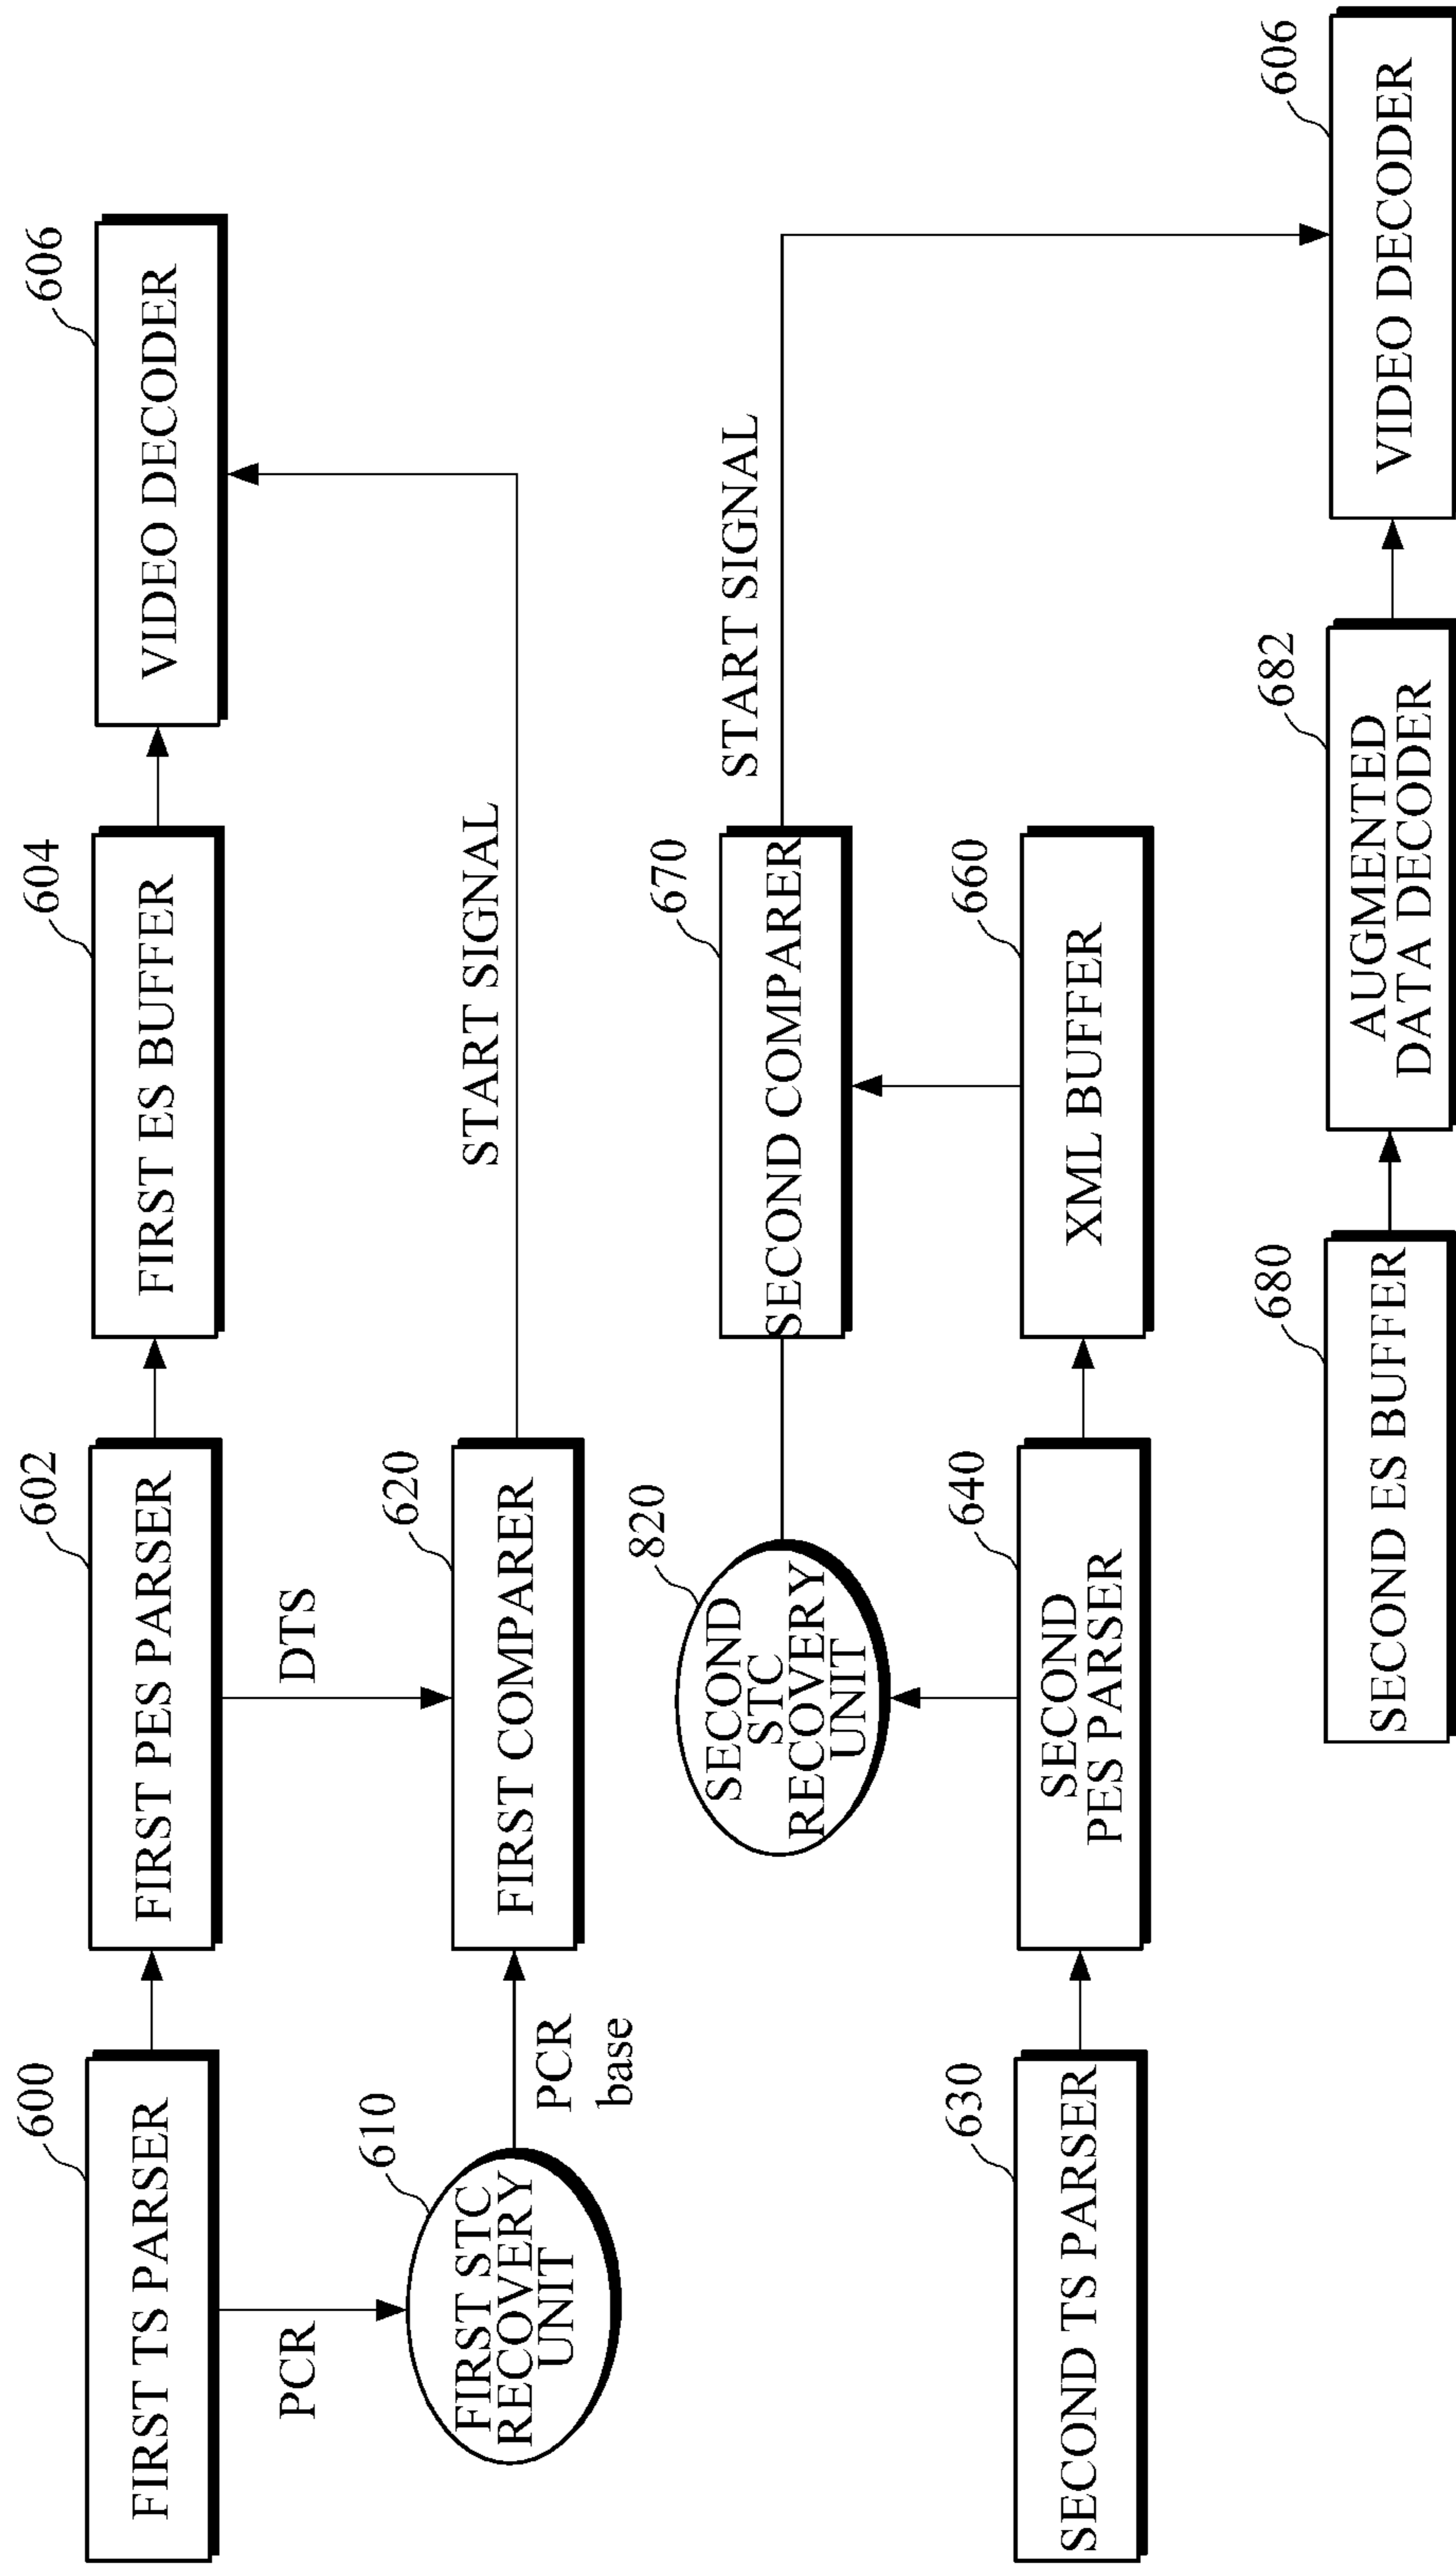 600
FIRST TS PARSER
602
FIRST PES PARSER
604
FIRST ES BUFFER
606
VIDEO DECODER
PCR
DTS
610
FIRST STC
RECOVERY
UNIT
PCR
base
620
FIRST COMPARER
START SIGNAL
820
SECOND
STC
RECOVERY
UNIT
670
SECOND COMPARER
START SIGNAL
630
SECOND TS PARSER
640
SECOND
PES PARSER
660
XML BUFFER
680
SECOND ES BUFFER
682
AUGMENTED
DATA DECODER
606
VIDEO DECODER